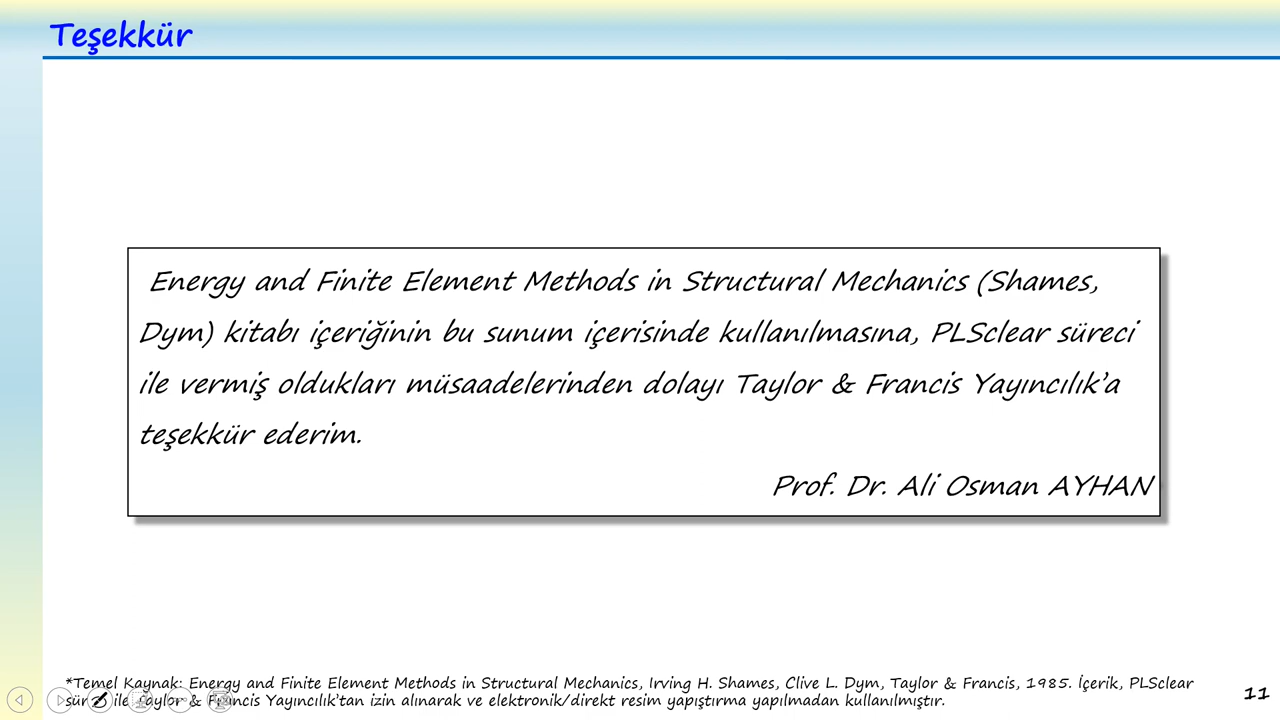 Teşekkür
Energy and Finite Element Methods in Structural Mechanics (Shames,
Dym) kitabı içeriğinin bu sunum içerisinde kullanılmasına, PLSclear süreci
ile vermiş oldukları müsaadelerinden dolayı Taylor & Francis Yayıncılık’a
teşekkür ederim.
Prof. Dr. Ali Osman AYHAN
*Temel Kaynak: Energy and Finite Element Methods in Structural Mechanics, Irving H. Shames, Clive L. Dym, Taylor & Francis, 1985. İçerik, PLSclear
süreci ile Taylor & Francis Yayıncılık’tan izin alınarak ve elektronik/direkt resim yapıştırma yapılmadan kullanılmıştır.
11